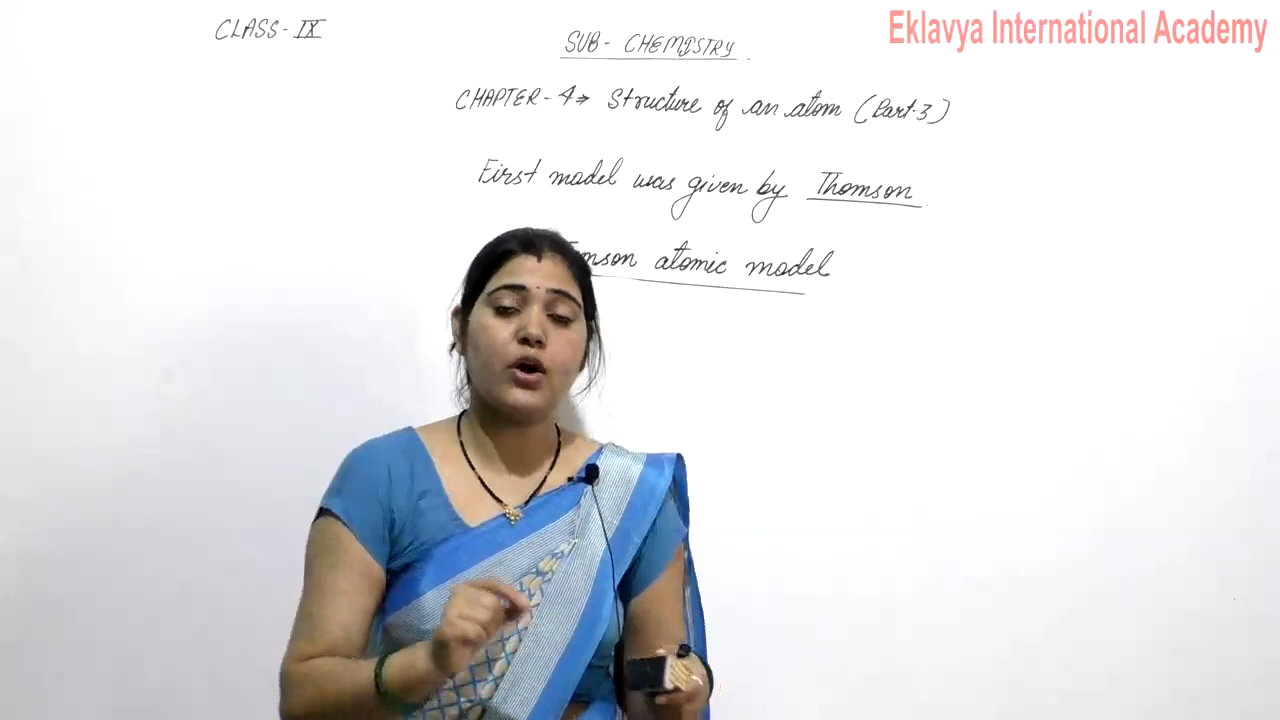 Eklavya International Academy
CLASS-IX
SUB- CHEMISTRY
CHAPTER-4→ Structure of an atom (Part-3)
First model was given by Thomson
atomic model